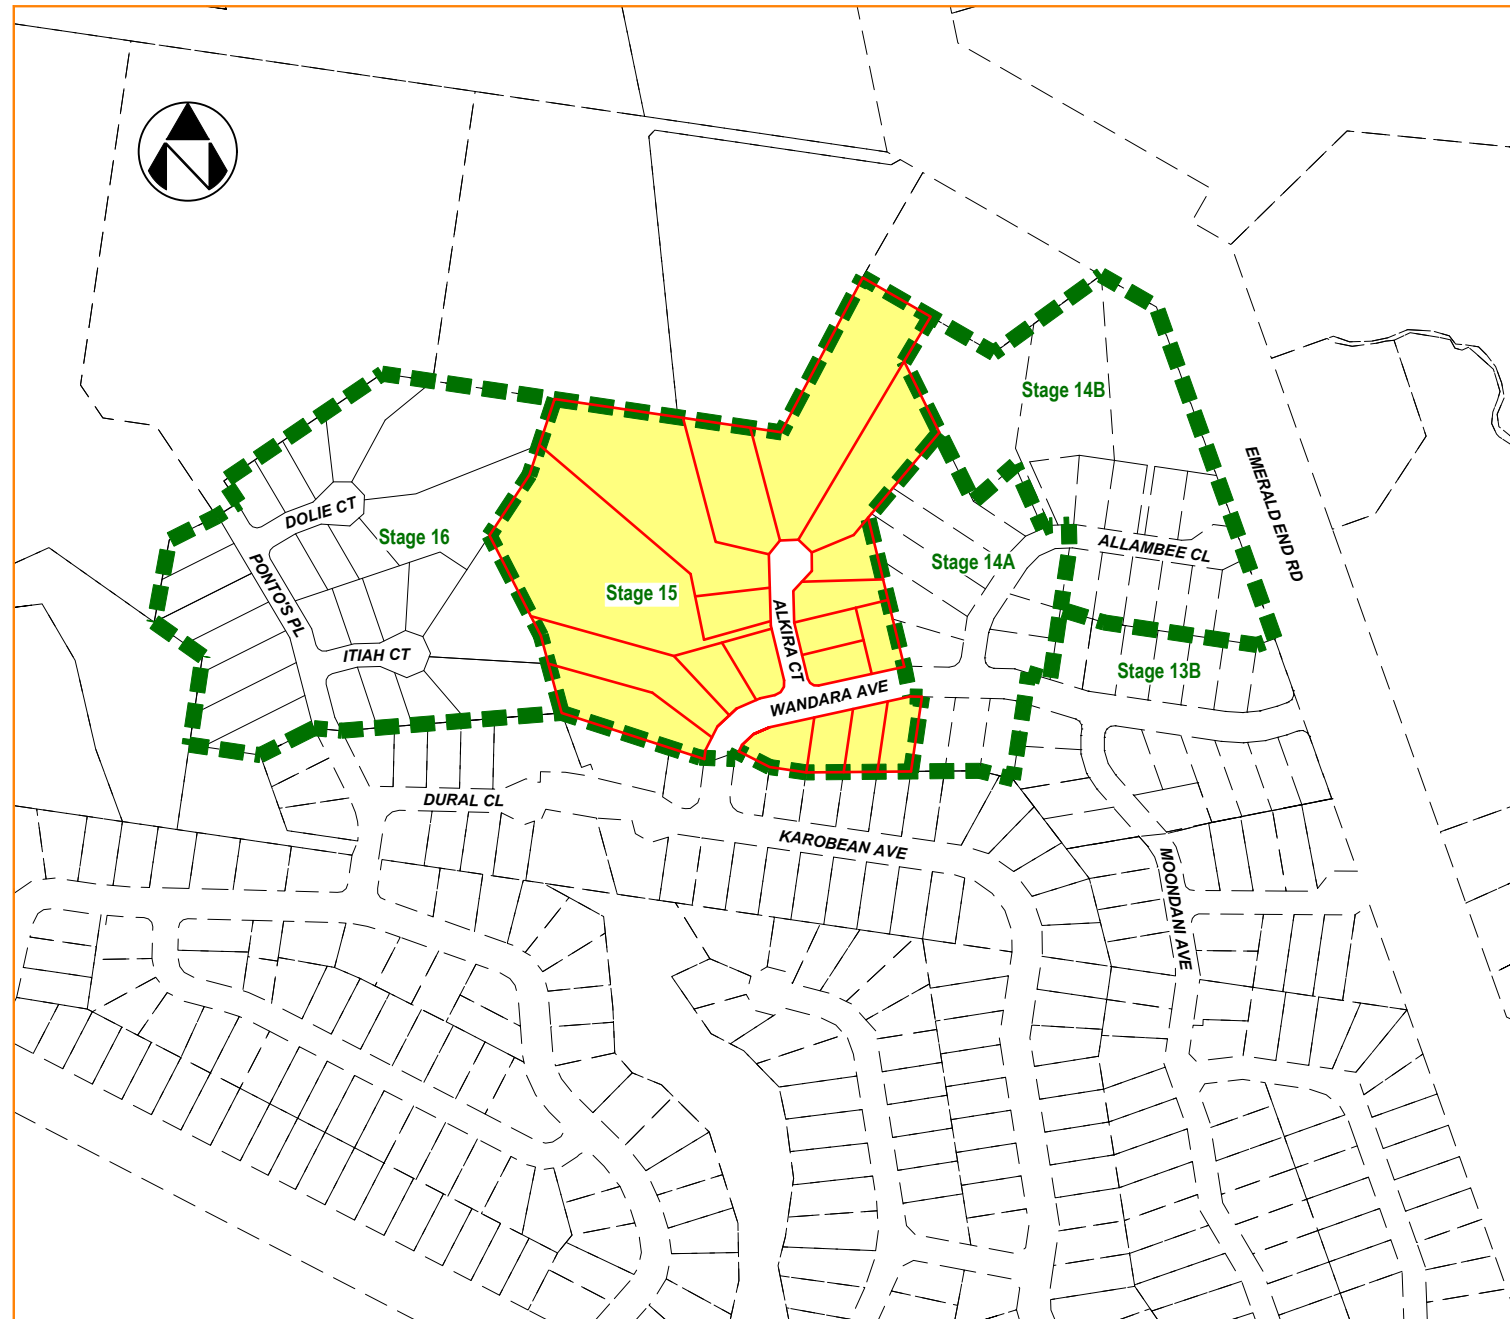 N
Stage 14B
EMERALD END RD
DOLIE CT
Stage 16
ALLAMBEE CL
Stage 14A
PONTO'S PL
Stage 15
ALKIRA CT
ITIAH CT
Stage 13B
WANDARA AVE
DURAL CL
KAROBEAN AVE
MOONDANI AVE